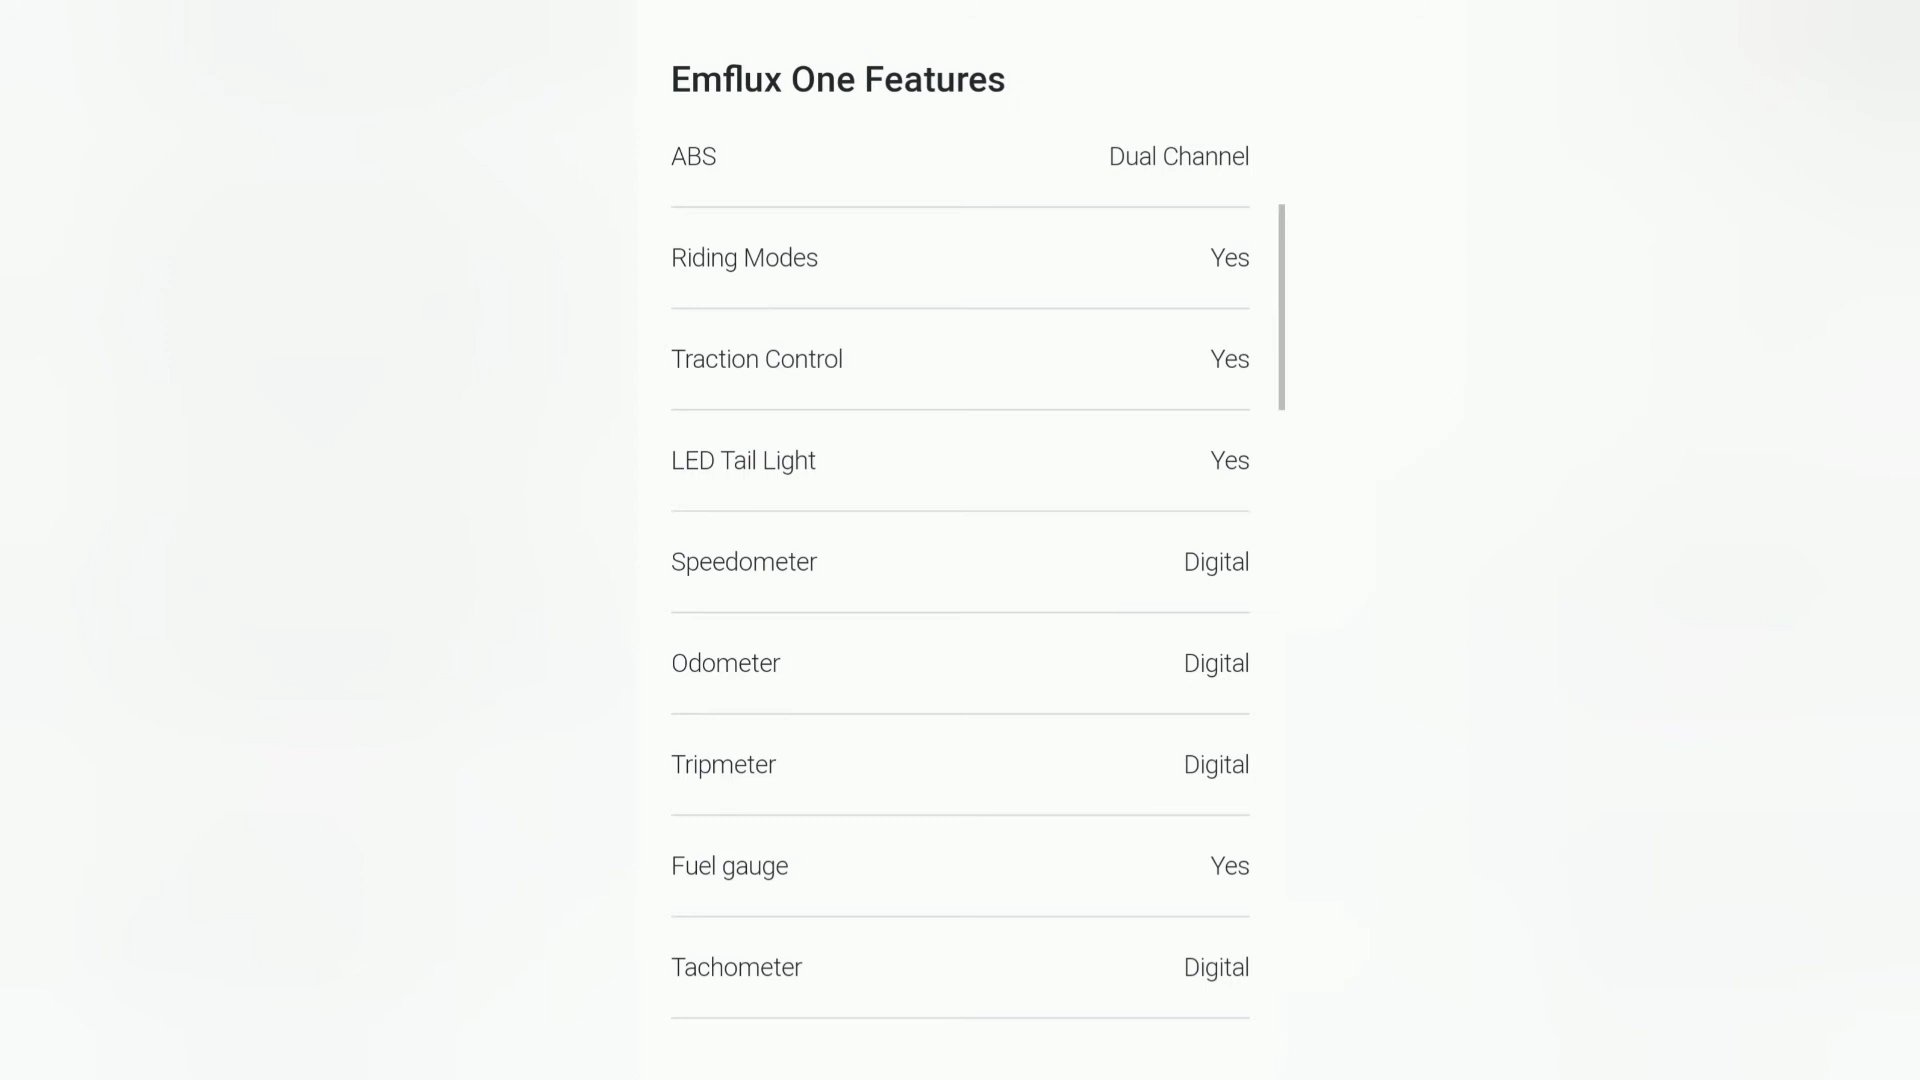 Emflux One Features
ABS Dual Channel
Riding Modes Yes
Traction Control Yes
LED Tail Light Yes
Speedometer Digital
Odometer Digital
Tripmeter Digital
Fuel gauge Yes
Tachometer Digital